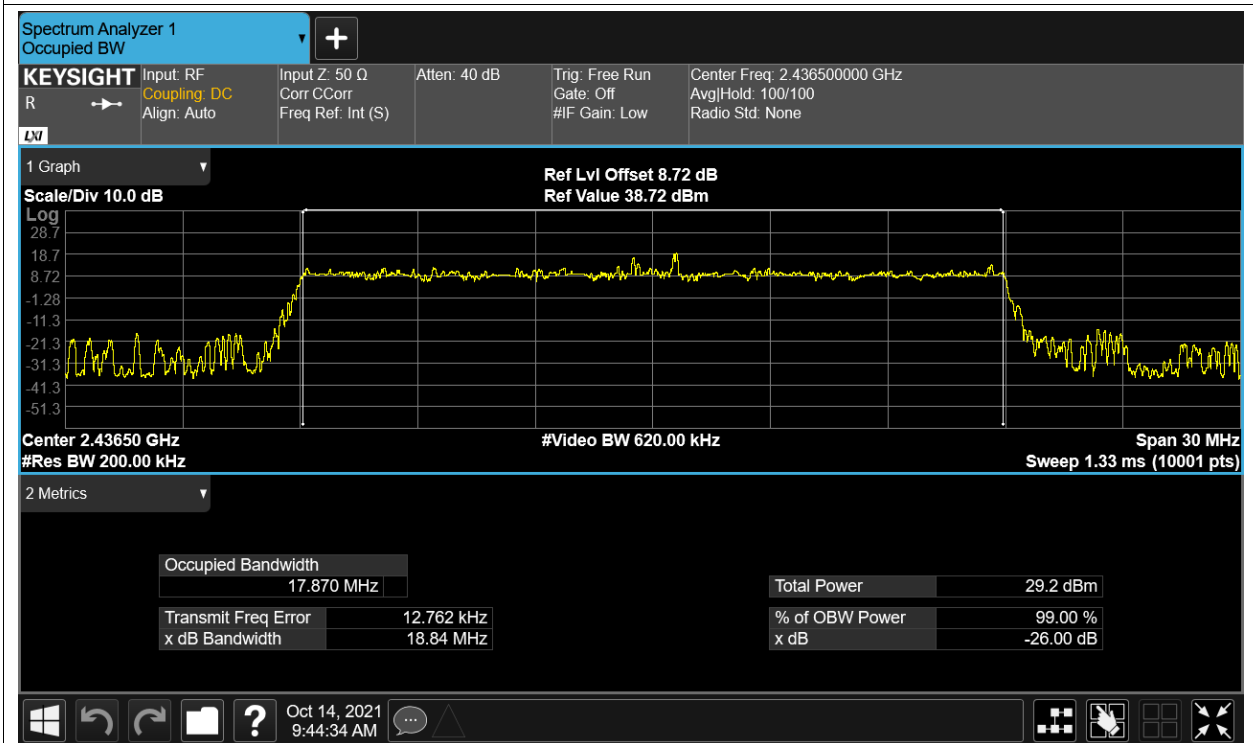 Spectrum Analyzer 1
Occupied BW
KEYSIGHT
R
LXI
Input: RF
Coupling: DC
Align: Auto
Input Z: 50 Ω
Corr CCorr
Freq Ref: Int (S)
Atten: 40 dB
Trig: Free Run
Gate: Off
#IF Gain: Low
Center Freq: 2.436500000 GHz
Avg|Hold: 100/100
Radio Std: None
1 Graph
Scale/Div 10.0 dB
Ref Lvl Offset 8.72 dB
Ref Value 38.72 dBm
Log
28.7
18.7
8.72
-1.28
-11.3
-21.3
-31.3
-41.3
-51.3
Center 2.43650 GHz
#Video BW 620.00 kHz
Span 30 MHz
#Res BW 200.00 kHz
Sweep 1.33 ms (10001 pts)
2 Metrics
Occupied Bandwidth
17.870 MHz
Transmit Freq Error 12.762 kHz
x dB Bandwidth 18.84 MHz
Total Power 29.2 dBm
% of OBW Power 99.00 %
x dB -26.00 dB
?
Oct 14, 2021
9:44:34 AM